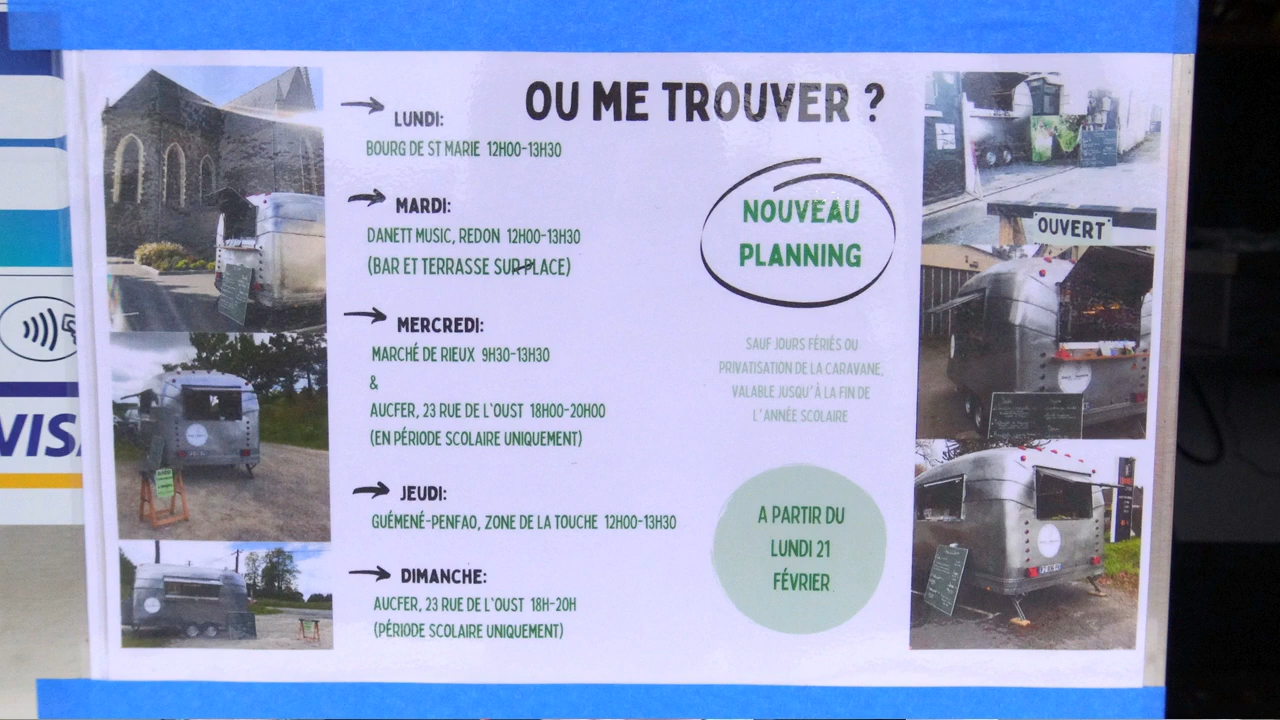 OU ME TROUVER ?
LUNDI:
BOURG DE ST MARIE 12H00-13H30
MARDI:
DANETT MUSIC, REDON 12H00-13H30
(BAR ET TERRASSE SUR PLACE)
MERCREDI:
MARCHÉ DE RIEUX 9H30-13H30
&
AUCFER, 23 RUE DE L'OUST 18H00-20H00
(EN PÉRIODE SCOLAIRE UNIQUEMENT)
JEUDI:
GUÉMENÉ-PENFAO, ZONE DE LA TOUCHE 12H00-13H30
DIMANCHE:
AUCFER, 23 RUE DE L'OUST 18H-20H
(PÉRIODE SCOLAIRE UNIQUEMENT)
NOUVEAU
PLANNING
SAUF JOURS FÉRIÉS OU
PRIVATISATION DE LA CARAVANE,
VALABLE JUSQU'À LA FIN DE
L'ANNÉE SCOLAIRE
A PARTIR DU
LUNDI 21
FÉVRIER
OUVERT
VISA